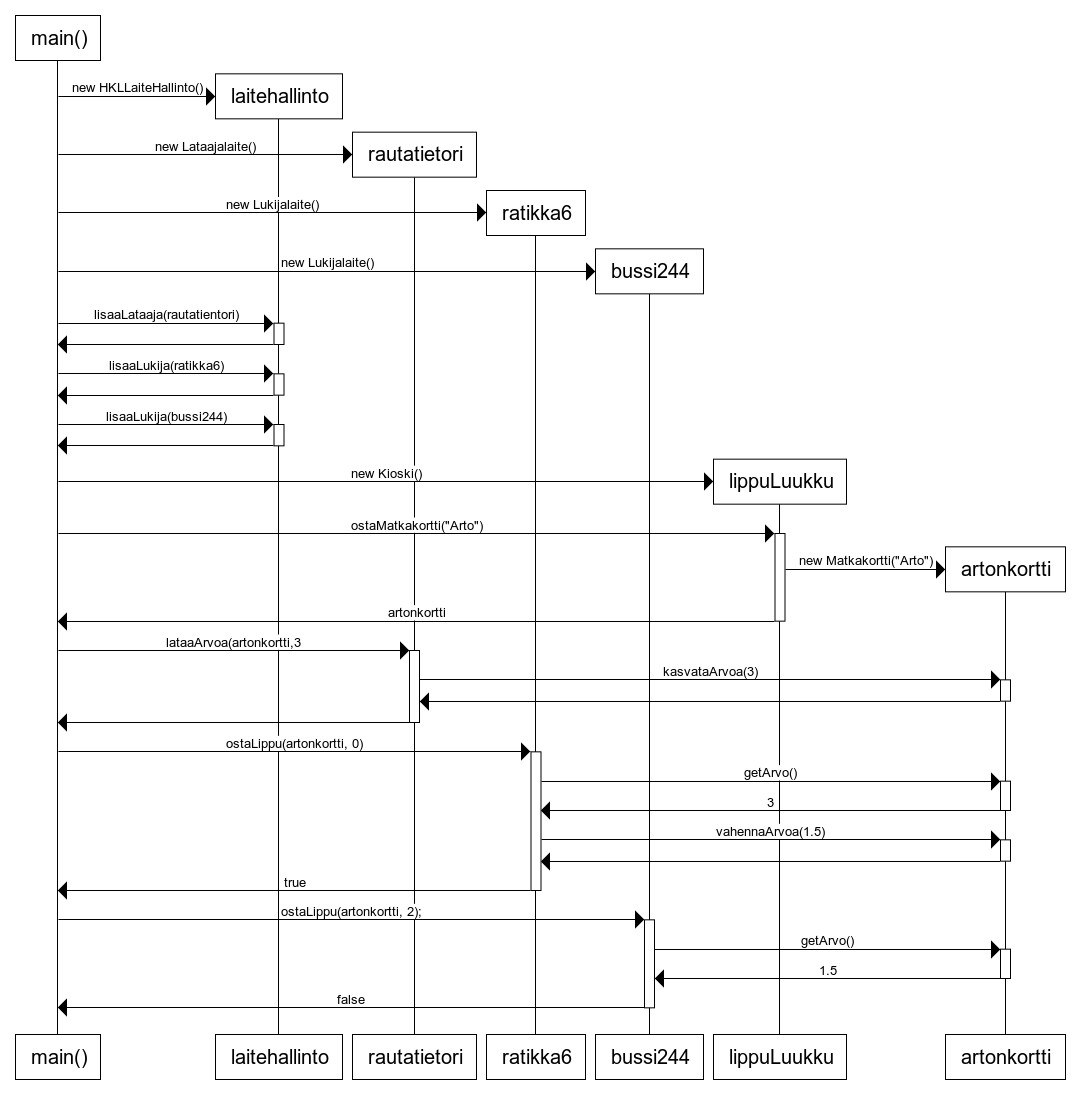 main()
new HKLLaiteHallinto()
laitehallinto
new Lataajalaite()
rautatietori
new Lukijalaite()
ratikka6
new Lukijalaite()
bussi244
lisaaLataaja(rautatientori)
lisaaLukija(ratikka6)
lisaaLukija(bussi244)
new Kioski()
lippuLuukku
ostaMatkakortti("Arto")
new Matkakortti("Arto")
artonkortti
artonkortti
lataaArvoa(artonkortti,3
kasvataArvoa(3)
ostaLippu(artonkortti, 0)
getArvo()
3
vahennaArvoa(1.5)
true
ostaLippu(artonkortti, 2);
getArvo()
1.5
false
main()
laitehallinto
rautatietori
ratikka6
bussi244
lippuLuukku
artonkortti